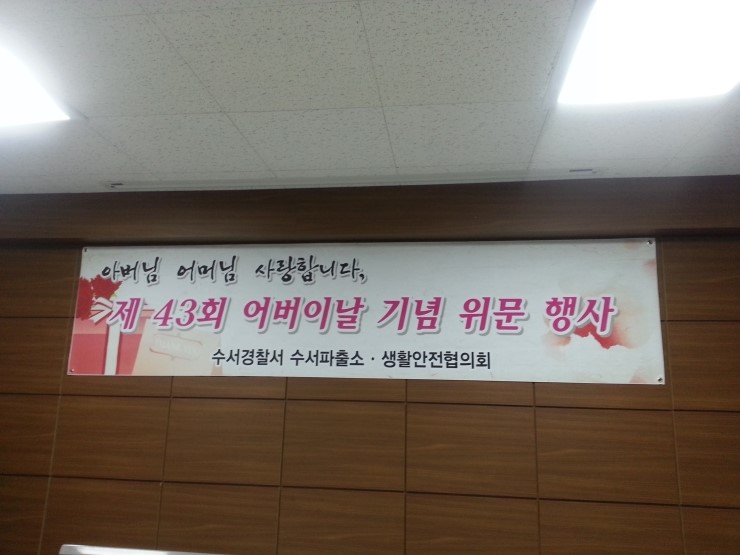 아버님 어머님 사랑합니다,
제 43회 어버이날 기념 위문 행사
수서경찰서 수서파출소 · 생활안전협의회